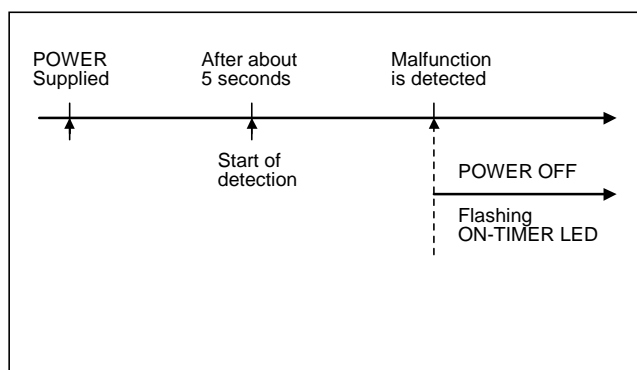 POWER
Supplied
After about
5 seconds
Malfunction
is detected
Start of
detection
POWER OFF
Flashing
ON-TIMER LED